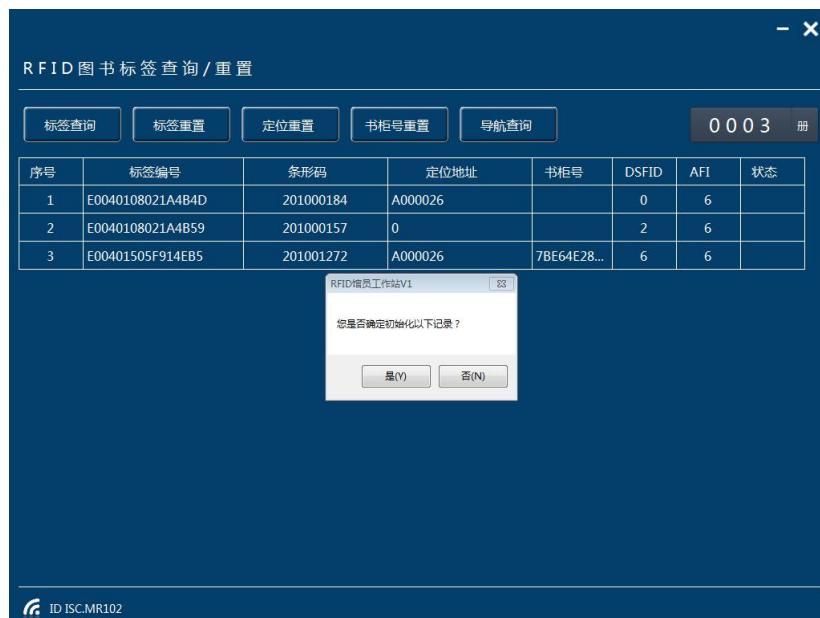 RFID图书标签查询/重置
标签查询 标签重置 定位重置 书柜号重置 导航查询 0003 册
序号 标签编号 条形码 定位地址 书柜号 DSFID AFI 状态
1 E0040108021A4B4D 201000184 A000026 0 6
2 E0040108021A4B59 201000157 0 2 6
3 E00401505F914EB5 201001272 A000026 7BE64E28... 6 6
RFID馆员工作站V1
您是否确定初始化以下记录？
是(Y) 否(N)
ID ISC.MR102